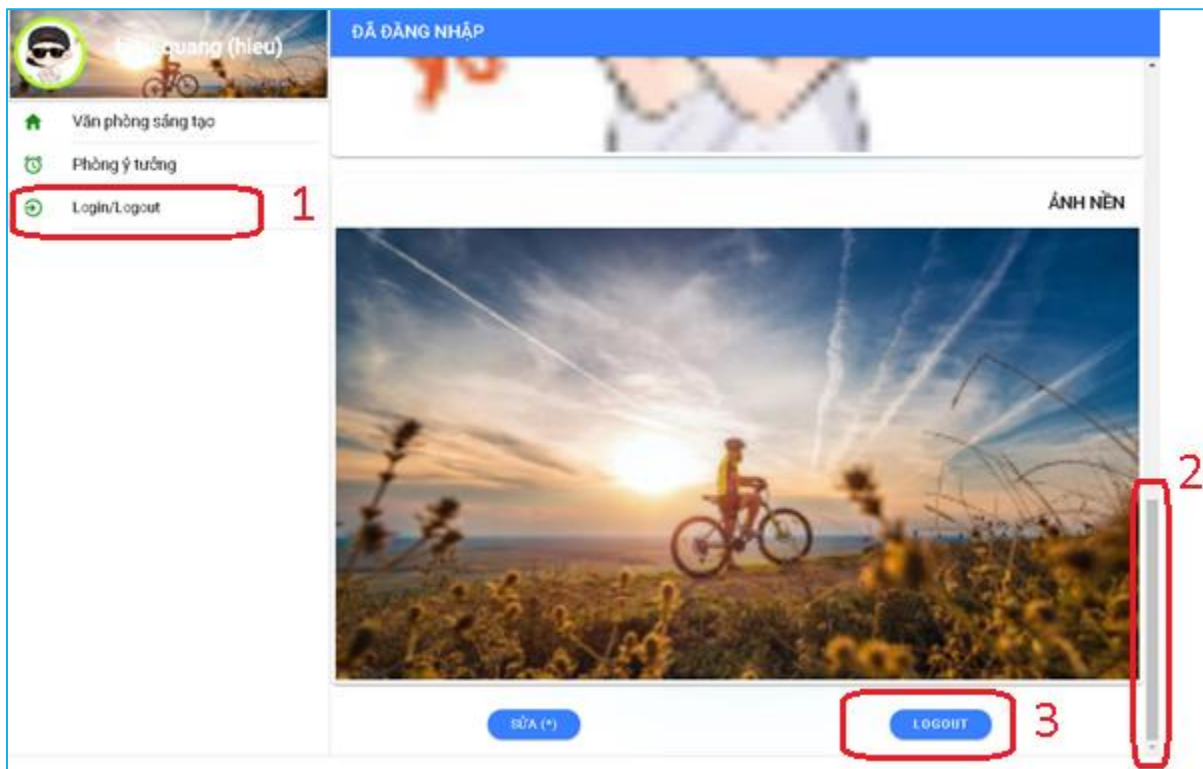 quang (hieu)
Văn phòng sáng tạo
Phòng ý tưởng
Login/Logout
1
ĐÃ ĐĂNG NHẬP
ẢNH NỀN
2
SỬA (*)
LOGOUT
3